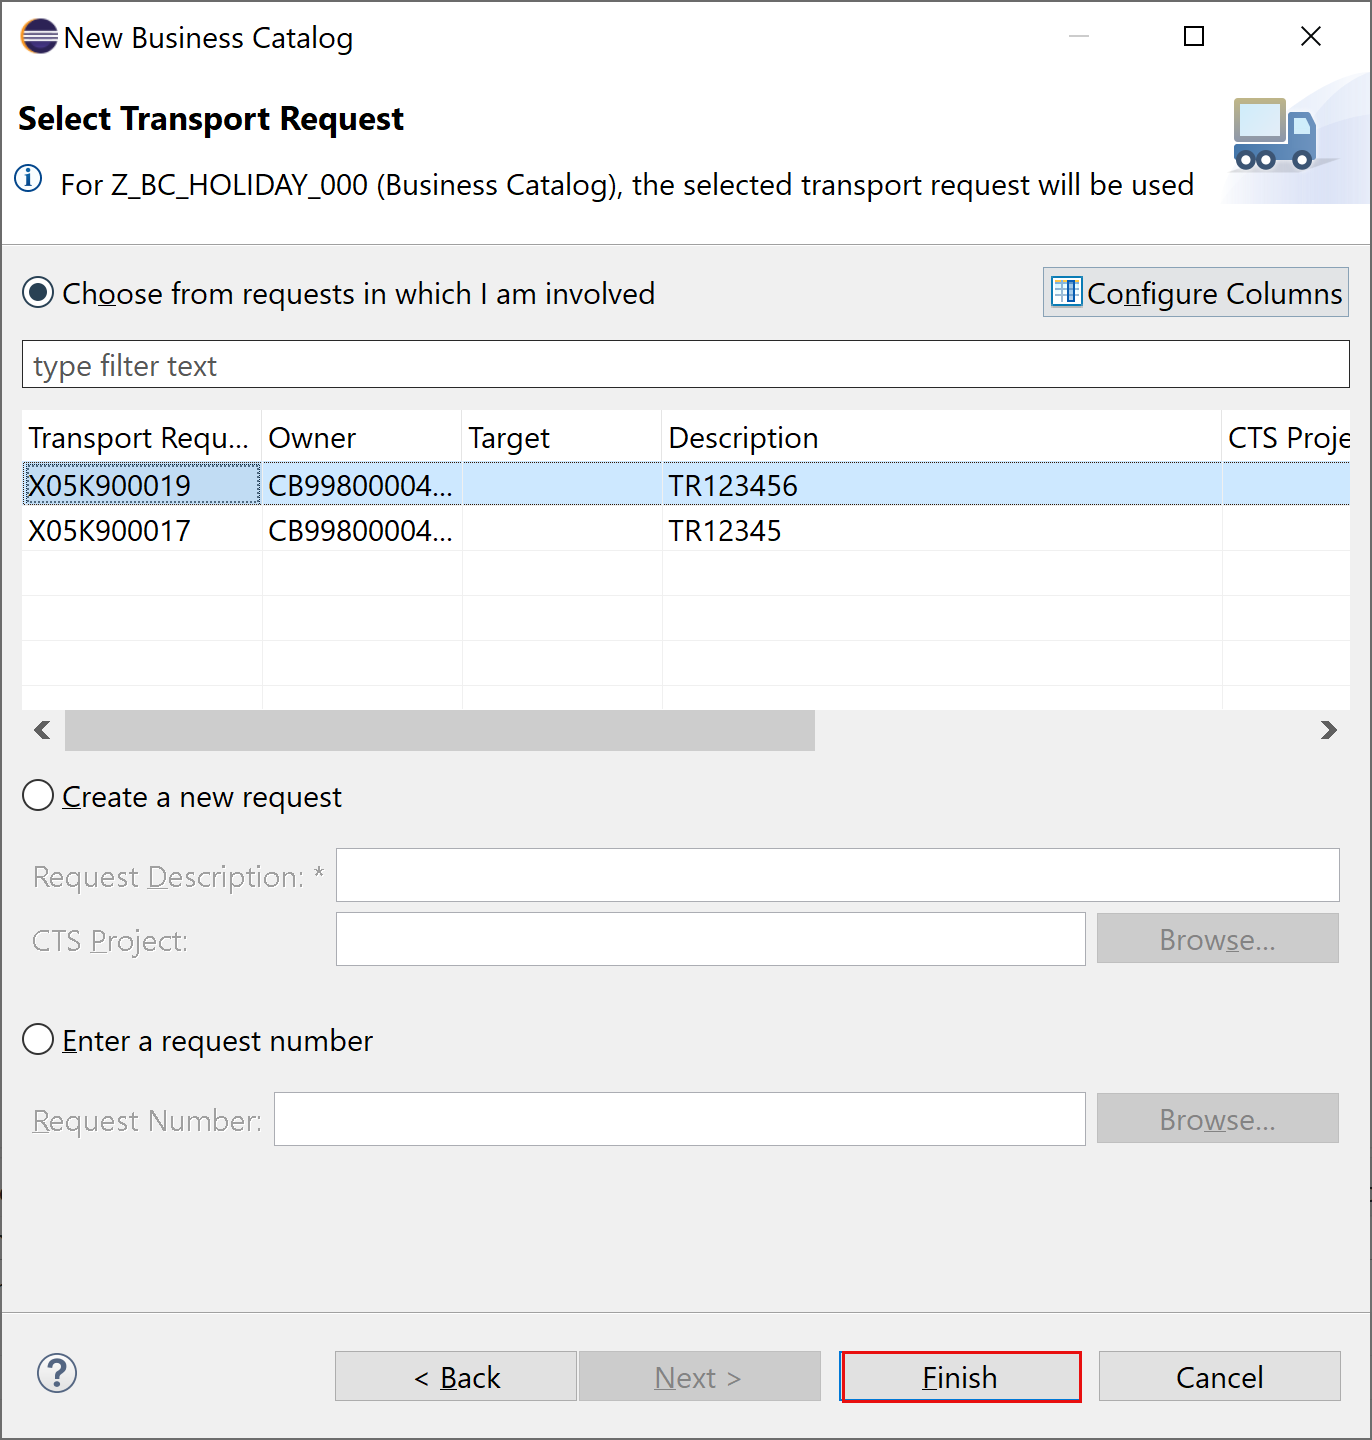 New Business Catalog
Select Transport Request
For Z_BC_HOLIDAY_000 (Business Catalog), the selected transport request will be used
Choose from requests in which I am involved
Configure Columns
type filter text
Transport Requ... Owner Target Description CTS Proje
X05K900019 CB99800004... TR123456
X05K900017 CB99800004... TR12345
Create a new request
Request Description: *
CTS Project: Browse...
Enter a request number
Request Number: Browse...
? < Back Next > Finish Cancel